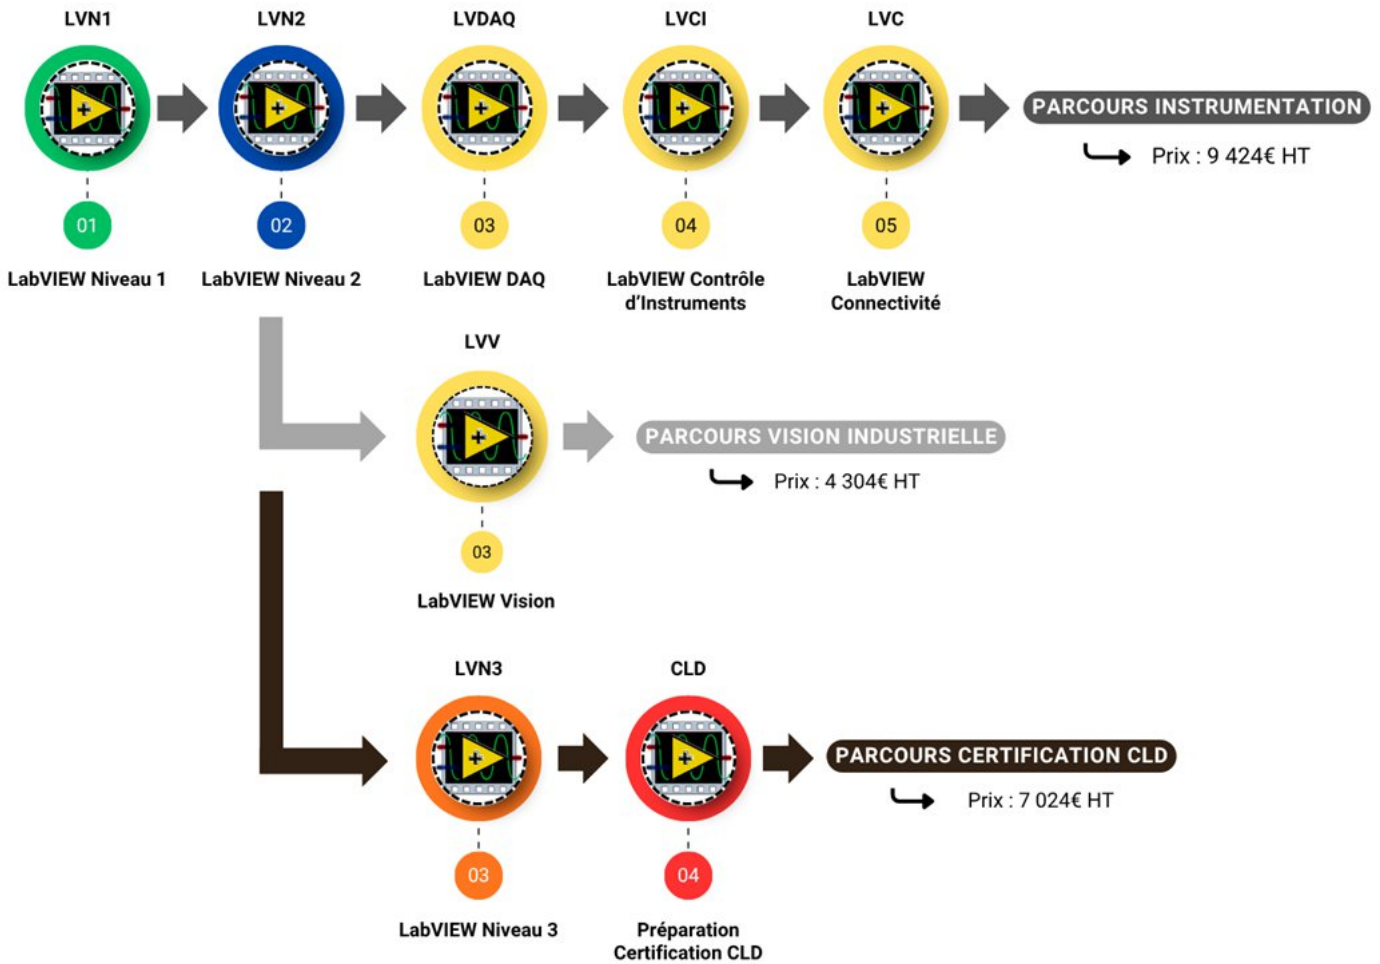 LVN1
LVN2
LVDAQ
LVCI
LVC
PARCOURS INSTRUMENTATION
Prix : 9 424€ HT
01
02
03
04
05
LabVIEW Niveau 1
LabVIEW Niveau 2
LabVIEW DAQ
LabVIEW Contrôle
d'Instruments
LabVIEW
Connectivité
LVV
PARCOURS VISION INDUSTRIELLE
Prix : 4 304€ HT
03
LabVIEW Vision
LVN3
CLD
PARCOURS CERTIFICATION CLD
Prix : 7 024€ HT
03
04
LabVIEW Niveau 3
Préparation
Certification CLD